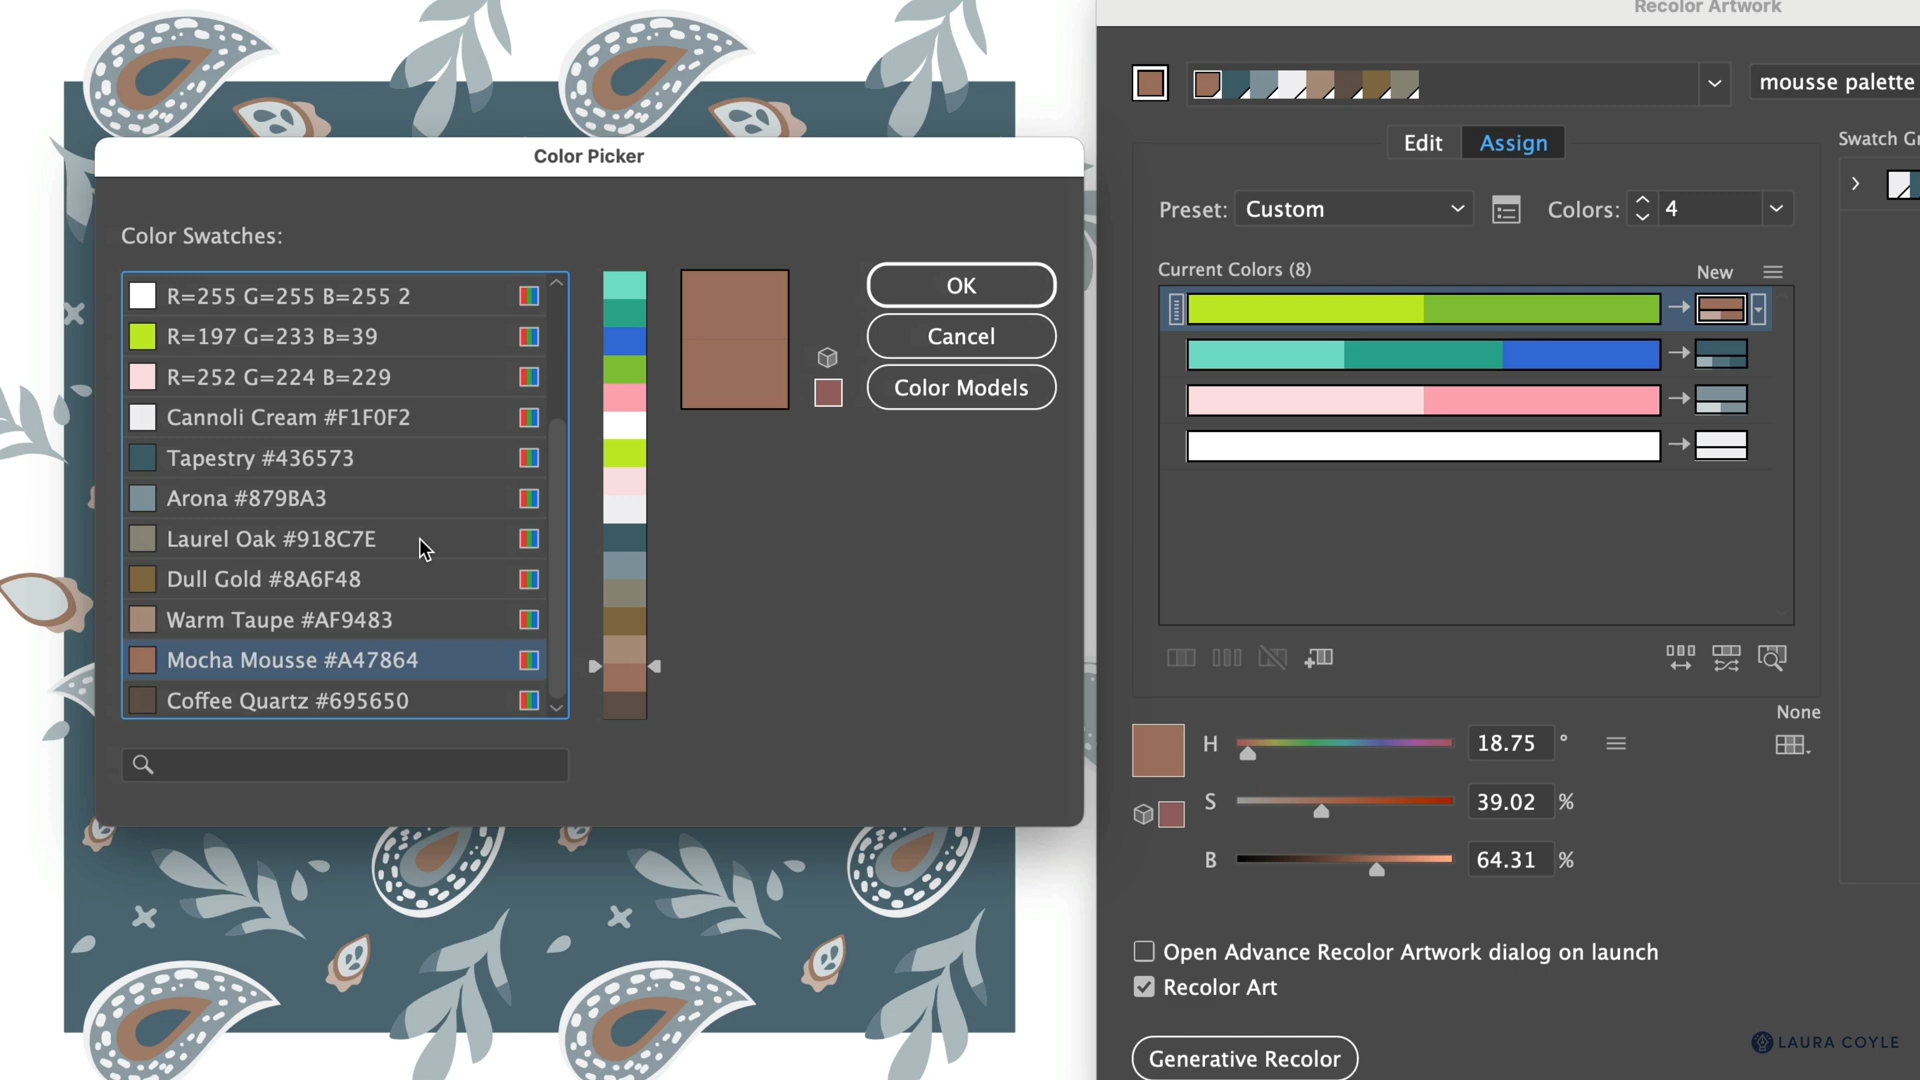 Recolor Artwork
mousse palette
Color Picker
Edit
Assign
Swatch Gr
Preset:
Custom
Colors:
4
Color Swatches:
Current Colors (8)
New
R=255 G=255 B=255 2
R=197 G=233 B=39
R=252 G=224 B=229
Cannoli Cream #F1F0F2
Tapestry #436573
Arona #879BA3
Laurel Oak #918C7E
Dull Gold #8A6F48
Warm Taupe #AF9483
Mocha Mousse #A47864
Coffee Quartz #695650
OK
Cancel
Color Models
None
H
18.75
°
S
39.02
%
B
64.31
%
Open Advance Recolor Artwork dialog on launch
Recolor Art
Generative Recolor
LAURA COYLE